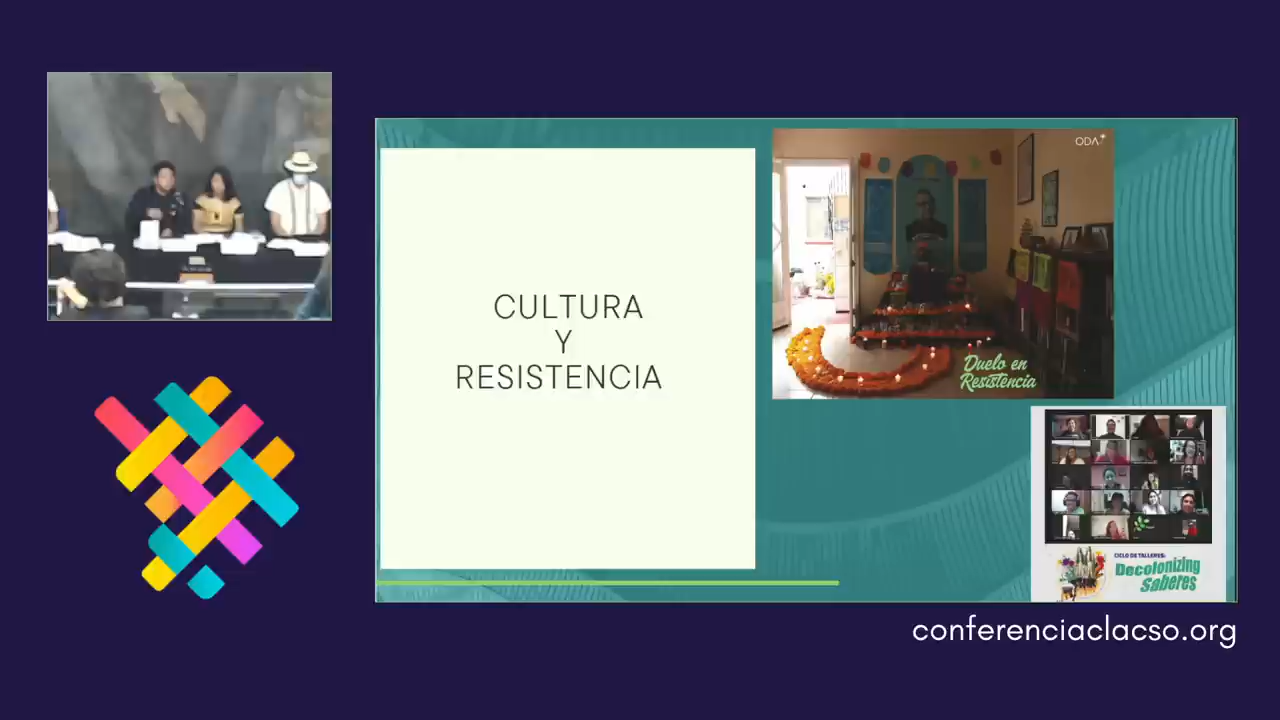 CULTURA
Y
RESISTENCIA
ODA
Duelo en
Resistencia
CICLO DE TALLERES:
Decolonizing
Saberes
conferenciaclacso.org